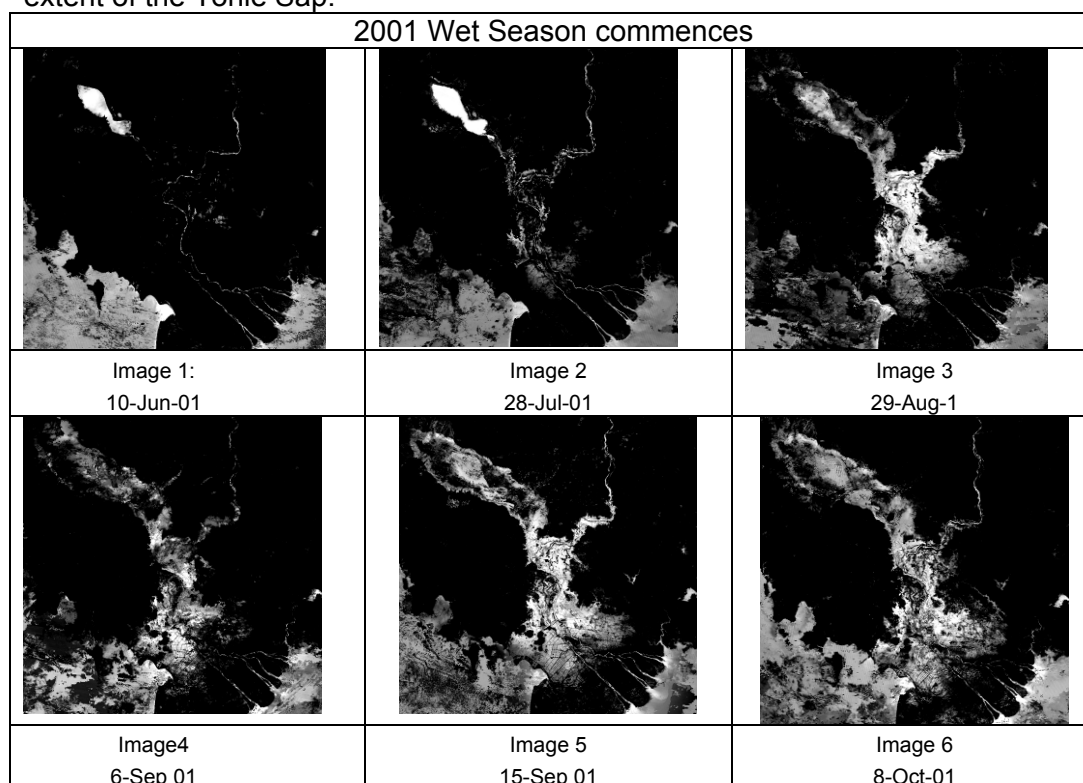 extent of the Tonle Sap.
2001 Wet Season commences
Image 1:
10-Jun-01
Image 2
28-Jul-01
Image 3
29-Aug-1
Image4
6-Sep 01
Image 5
15-Sep 01
Image 6
8-Oct-01